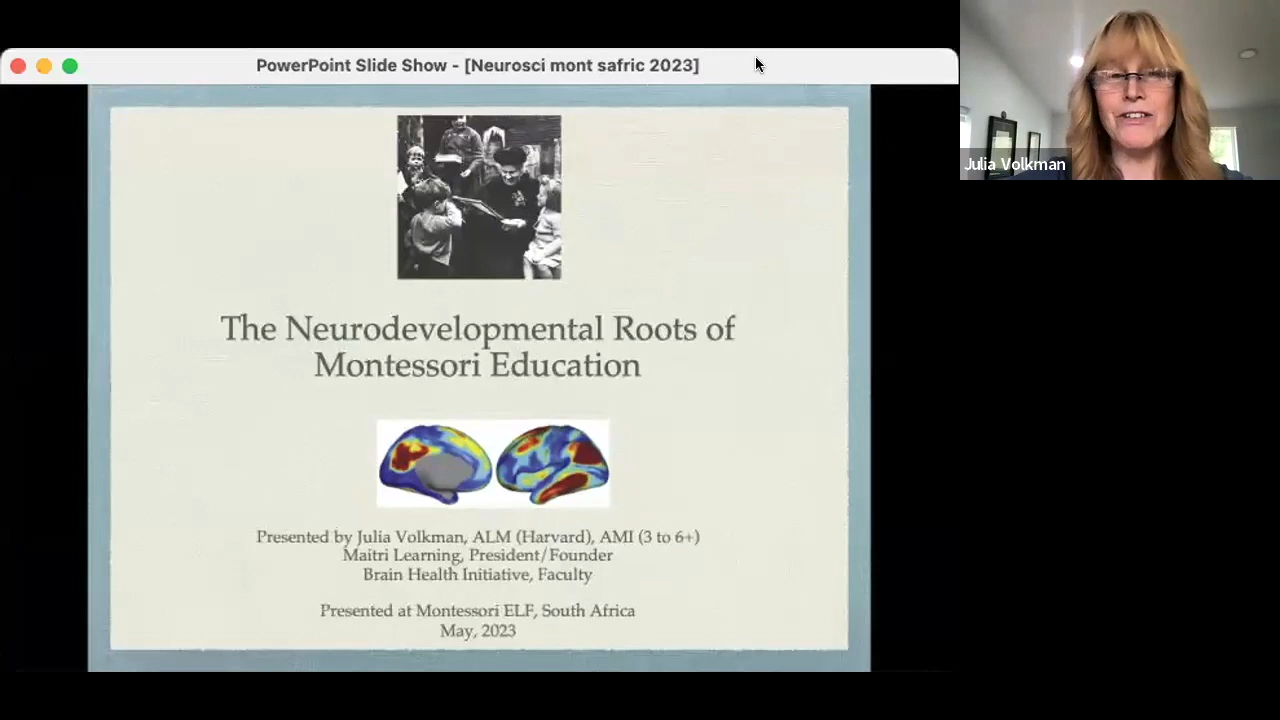 PowerPoint Slide Show - [Neurosci mont safric 2023]
Julia Volkman
The Neurodevelopmental Roots of
Montessori Education
Presented by Julia Volkman, ALM (Harvard), AMI (3 to 6+)
Maitri Learning, President/Founder
Brain Health Initiative, Faculty
Presented at Montessori ELF, South Africa
May, 2023